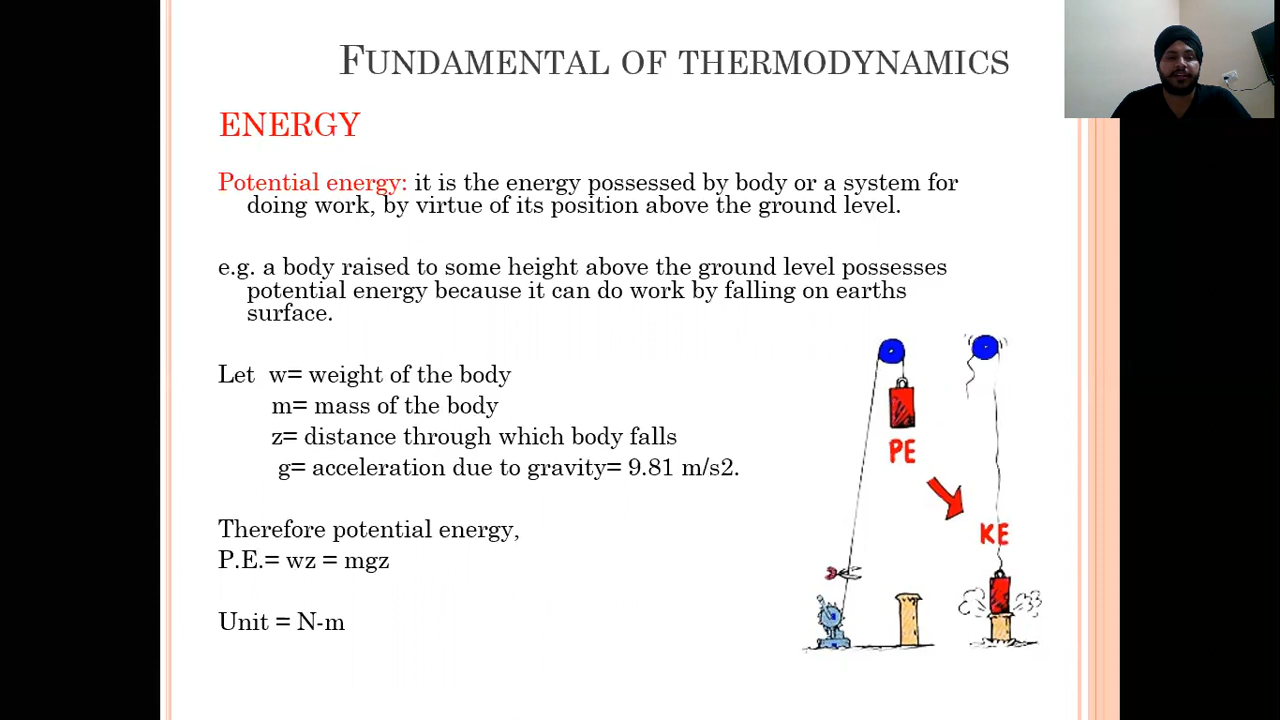 FUNDAMENTAL OF THERMODYNAMICS
ENERGY
Potential energy: it is the energy possessed by body or a system for
doing work, by virtue of its position above the ground level.
e.g. a body raised to some height above the ground level possesses
potential energy because it can do work by falling on earths
surface.
Let w= weight of the body
m= mass of the body
z= distance through which body falls
g= acceleration due to gravity= 9.81 m/s2.
Therefore potential energy,
P.E.= wz = mgz
Unit = N-m
PE
KE